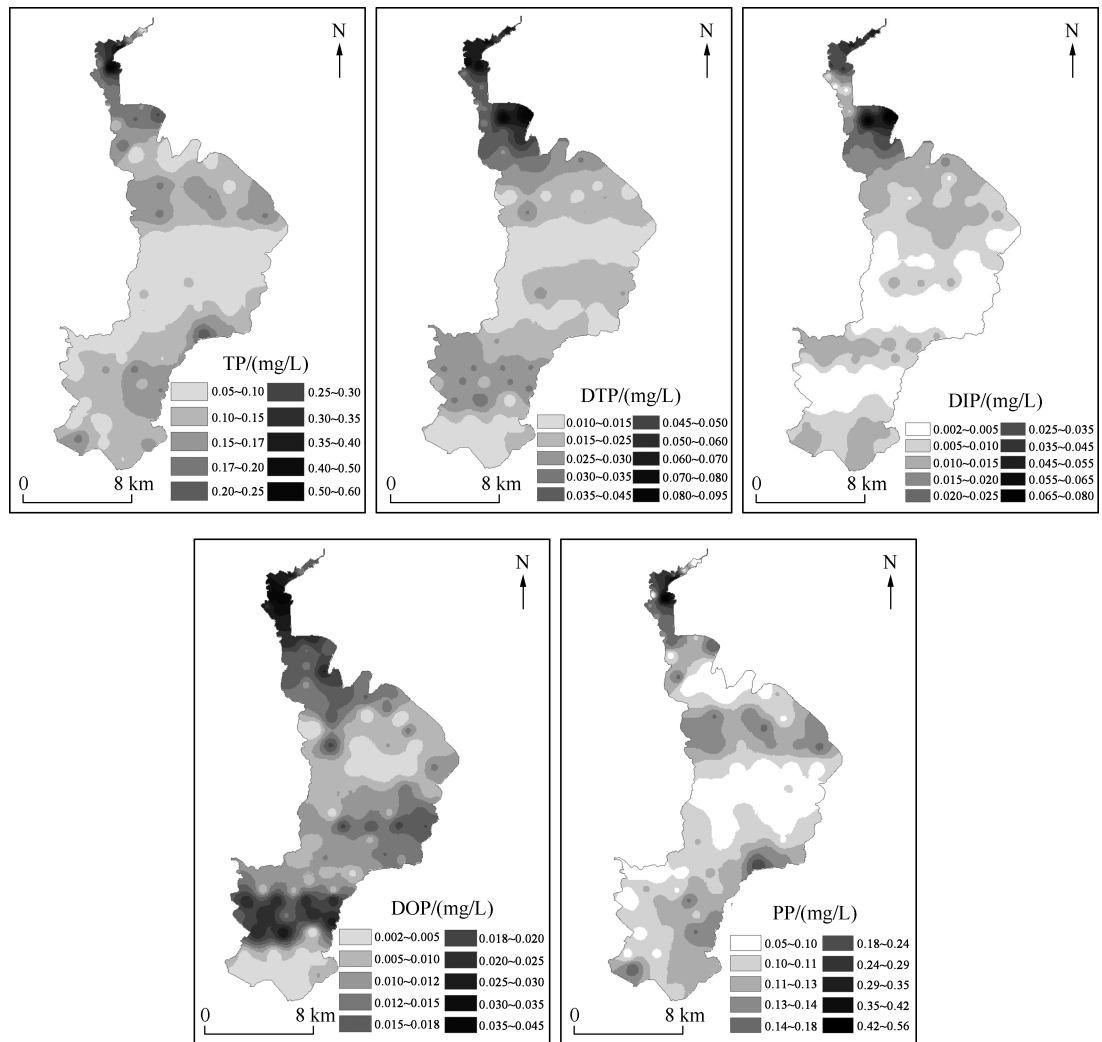 N
TP/(mg/L)
0.05~0.10 0.25~0.30
0.10~0.15 0.30~0.35
0.15~0.17 0.35~0.40
0.17~0.20 0.40~0.50
0.20~0.25 0.50~0.60
0 8 km
N
DTP/(mg/L)
0.010~0.015 0.045~0.050
0.015~0.025 0.050~0.060
0.025~0.030 0.060~0.070
0.030~0.035 0.070~0.080
0.035~0.045 0.080~0.095
0 8 km
N
DIP/(mg/L)
0.002~0.005 0.025~0.035
0.005~0.010 0.035~0.045
0.010~0.015 0.045~0.055
0.015~0.020 0.055~0.065
0.020~0.025 0.065~0.080
0 8 km
N
DOP/(mg/L)
0.002~0.005 0.018~0.020
0.005~0.010 0.020~0.025
0.010~0.012 0.025~0.030
0.012~0.015 0.030~0.035
0.015~0.018 0.035~0.045
0 8 km
N
PP/(mg/L)
0.05~0.10 0.18~0.24
0.10~0.11 0.24~0.29
0.11~0.13 0.29~0.35
0.13~0.14 0.35~0.42
0.14~0.18 0.42~0.56
0 8 km